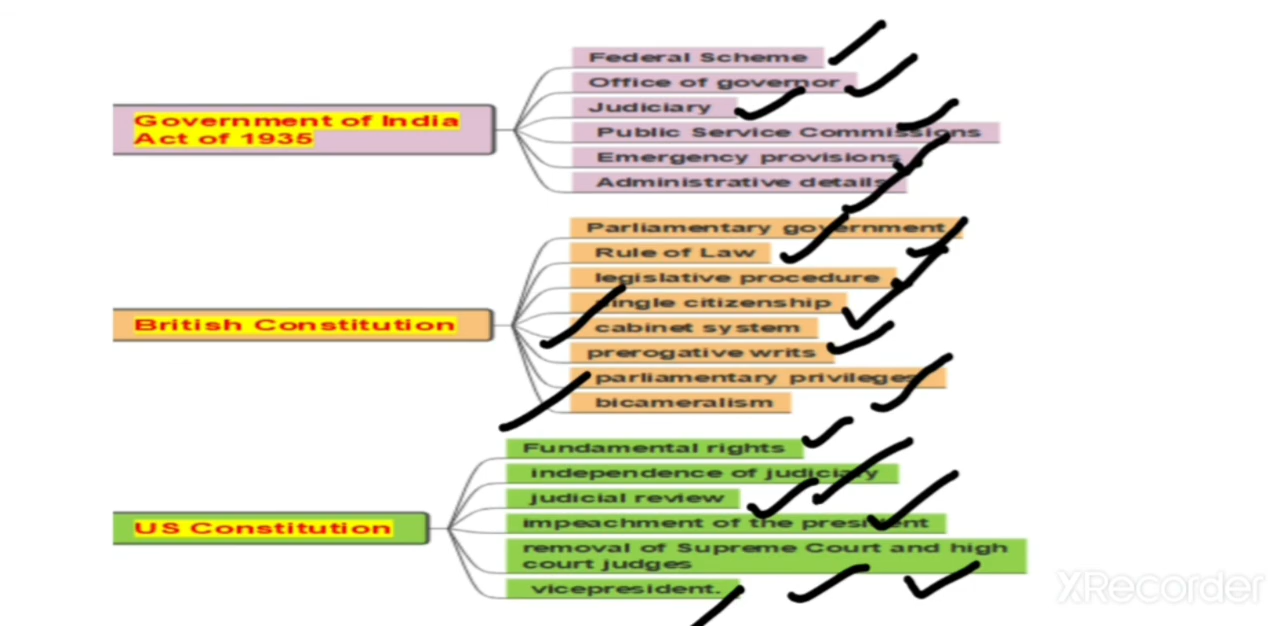 Government of India
Act of 1935
Federal Scheme
Office of governor
Judiciary
Public Service Commissions
Emergency provisions
Administrative details
British Constitution
Parliamentary government
Rule of Law
legislative procedure
single citizenship
cabinet system
prerogative writs
parliamentary privileges
bicameralism
US Constitution
Fundamental rights
independence of judiciary
judicial review
impeachment of the president
removal of Supreme Court and high
court judges
vicepresident.
XRecorder